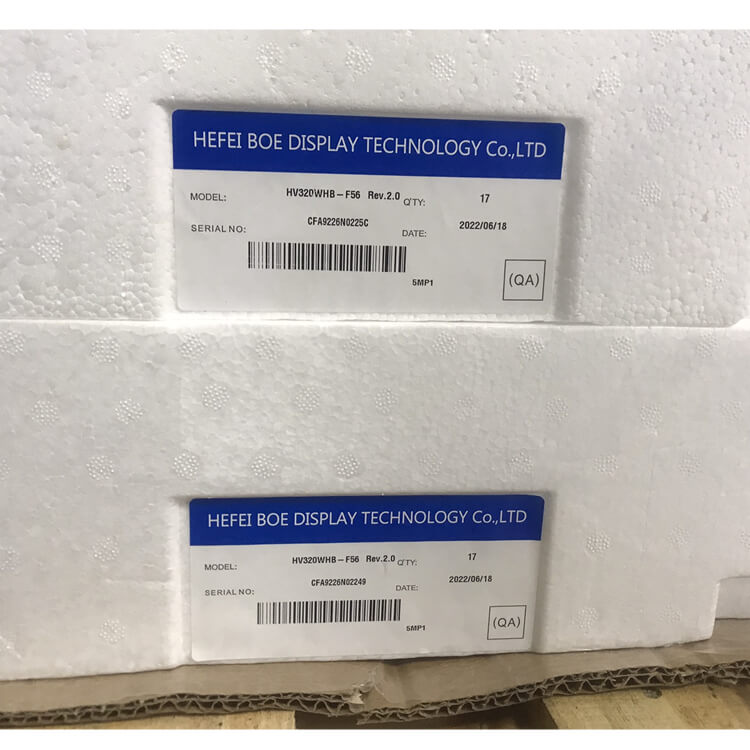 HEFEI BOE DISPLAY TECHNOLOGY Co.,LTD
MODEL: HV320WHB-F56 Rev.2.0 Q'TY: 17
SERIAL NO: CFA9226N0225C DATE: 2022/06/18
5MP1
(QA)
HEFEI BOE DISPLAY TECHNOLOGY Co.,LTD
MODEL: HV320WHB-F56 Rev.2.0 Q'TY: 17
SERIAL NO: CFA9226N02249 DATE: 2022/06/18
5MP1
(QA)